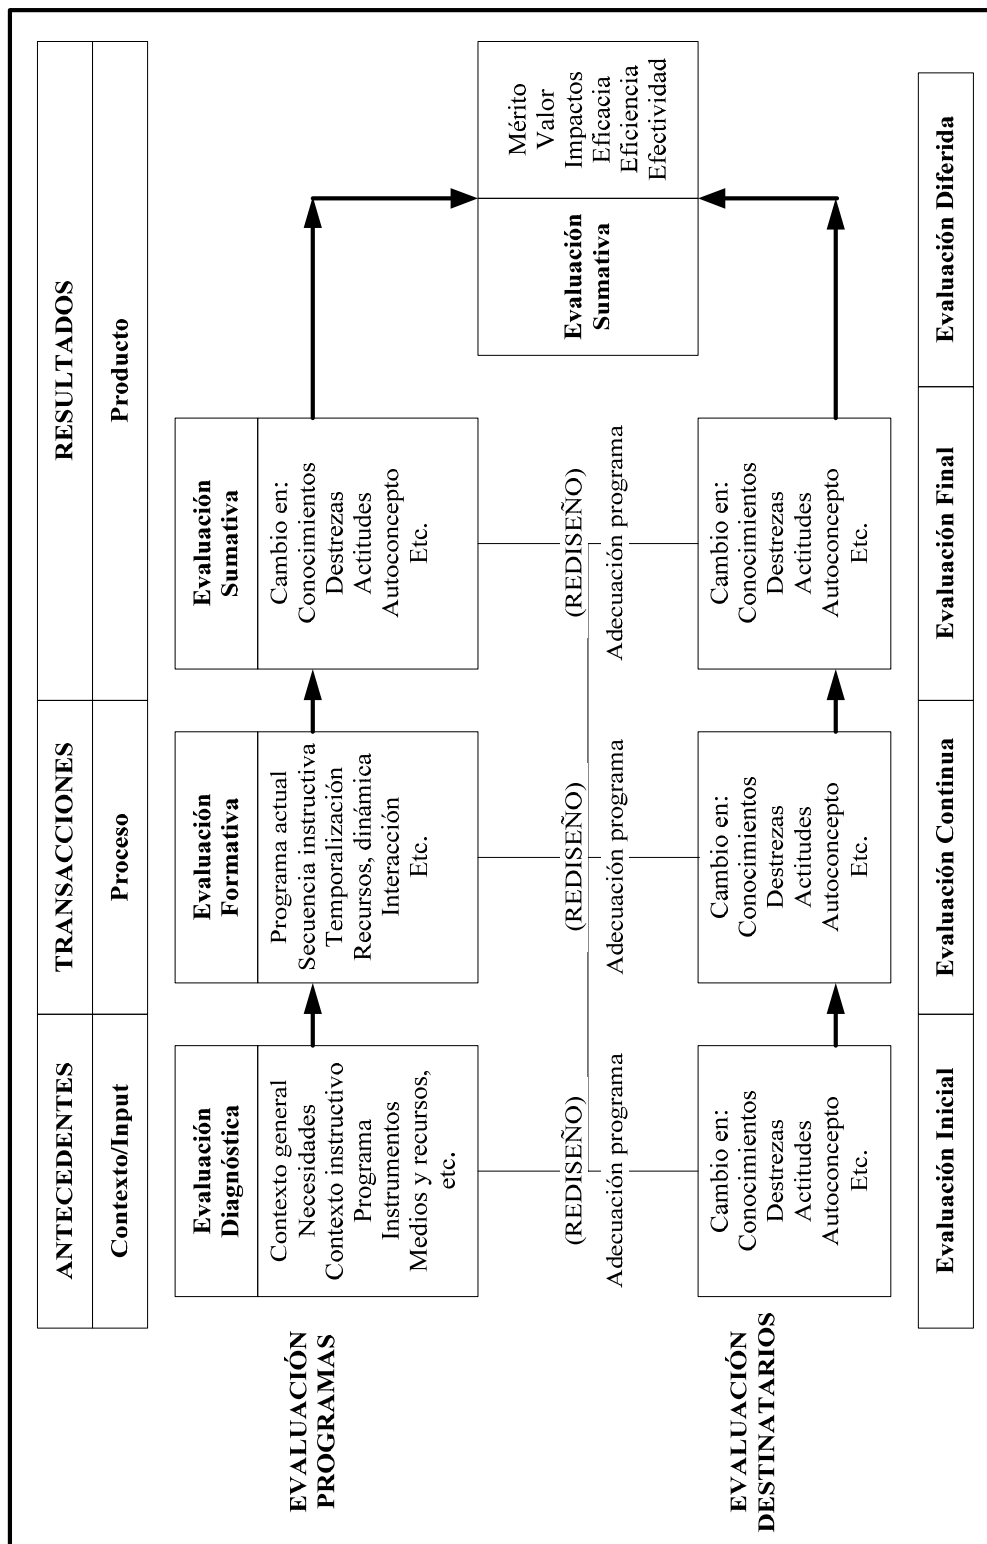 ANTECEDENTES
TRANSACCIONES
RESULTADOS
Contexto/Input
Proceso
Producto
EVALUACIÓN
PROGRAMAS
Evaluación
Diagnóstica
Contexto general
Necesidades
Contexto instructivo
Programa
Instrumentos
Medios y recursos,
etc.
Evaluación
Formativa
Programa actual
Secuencia instructiva
Temporalización
Recursos, dinámica
Interacción
Etc.
Evaluación
Sumativa
Cambio en:
Conocimientos
Destrezas
Actitudes
Autoconcepto
Etc.
(REDISEÑO)
Adecuación programa
(REDISEÑO)
Adecuación programa
(REDISEÑO)
Adecuación programa
Evaluación
Sumativa
Mérito
Valor
Impactos
Eficacia
Eficiencia
Efectividad
EVALUACIÓN
DESTINATARIOS
Cambio en:
Conocimientos
Destrezas
Actitudes
Autoconcepto
Etc.
Cambio en:
Conocimientos
Destrezas
Actitudes
Autoconcepto
Etc.
Cambio en:
Conocimientos
Destrezas
Actitudes
Autoconcepto
Etc.
Evaluación Inicial
Evaluación Continua
Evaluación Final
Evaluación Diferida